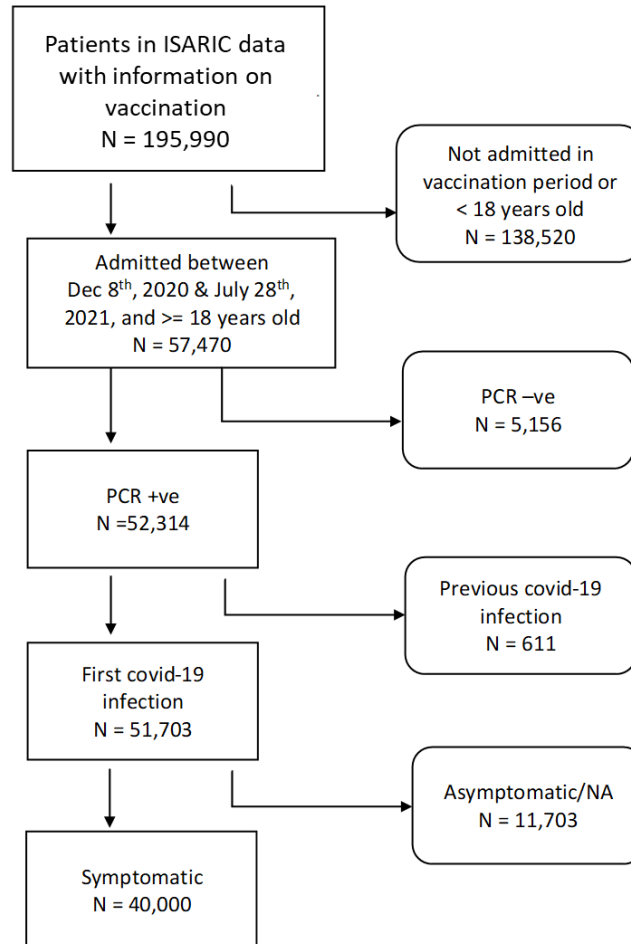 Patients in ISARIC data
with information on
vaccination
N = 195,990
Not admitted in
vaccination period or
< 18 years old
N = 138,520
Admitted between
Dec 8th, 2020 & July 28th,
2021, and >= 18 years old
N = 57,470
PCR –ve
N = 5,156
PCR +ve
N =52,314
Previous covid-19
infection
N = 611
First covid-19
infection
N = 51,703
Asymptomatic/NA
N = 11,703
Symptomatic
N = 40,000